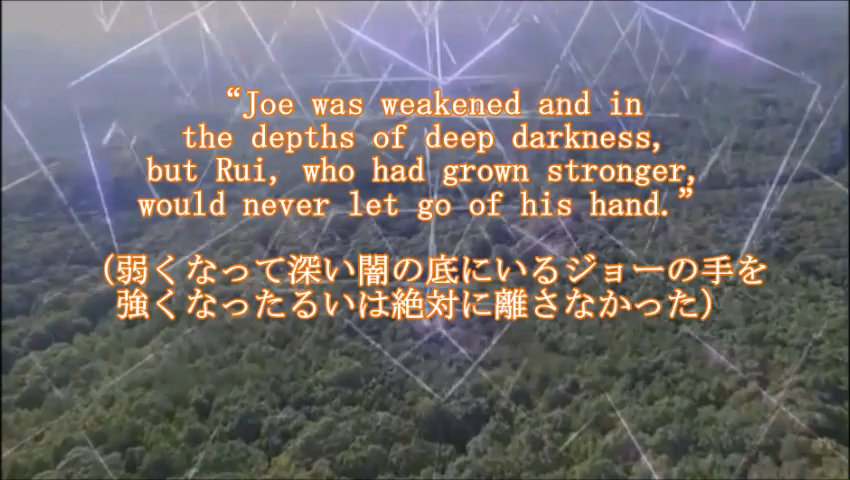 “Joe was weakened and in
the depths of deep darkness,
but Rui, who had grown stronger,
would never let go of his hand.”
（弱くなって深い闇の底にいるジョーの手を
強くなったるいは絶対に離さなかった）